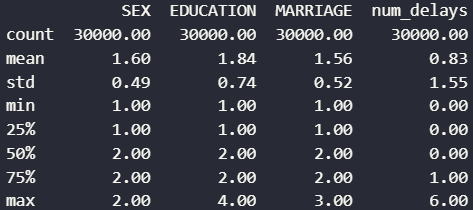 SEX EDUCATION MARRIAGE num_delays
count 30000.00 30000.00 30000.00 30000.00
mean 1.60 1.84 1.56 0.83
std 0.49 0.74 0.52 1.55
min 1.00 1.00 1.00 0.00
25% 1.00 1.00 1.00 0.00
50% 2.00 2.00 2.00 0.00
75% 2.00 2.00 2.00 1.00
max 2.00 4.00 3.00 6.00